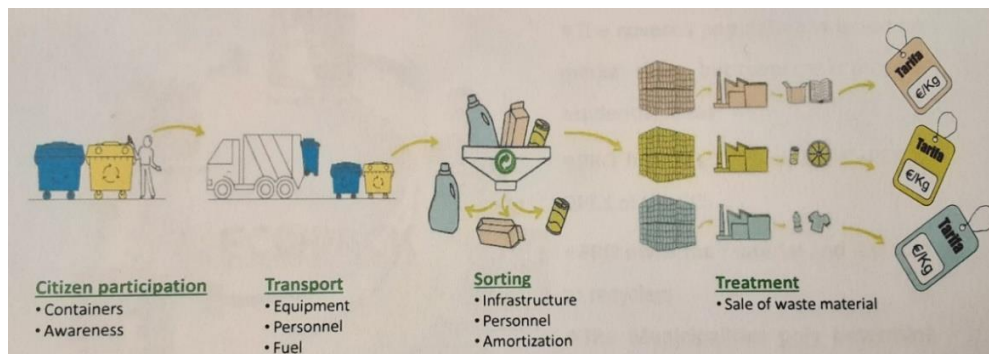 Tarifa
€/Kg
Tarifa
€/Kg
Tarifa
€/Kg
Citizen participation
• Containers
• Awareness
Transport
• Equipment
• Personnel
• Fuel
Sorting
• Infrastructure
• Personnel
• Amortization
Treatment
• Sale of waste material